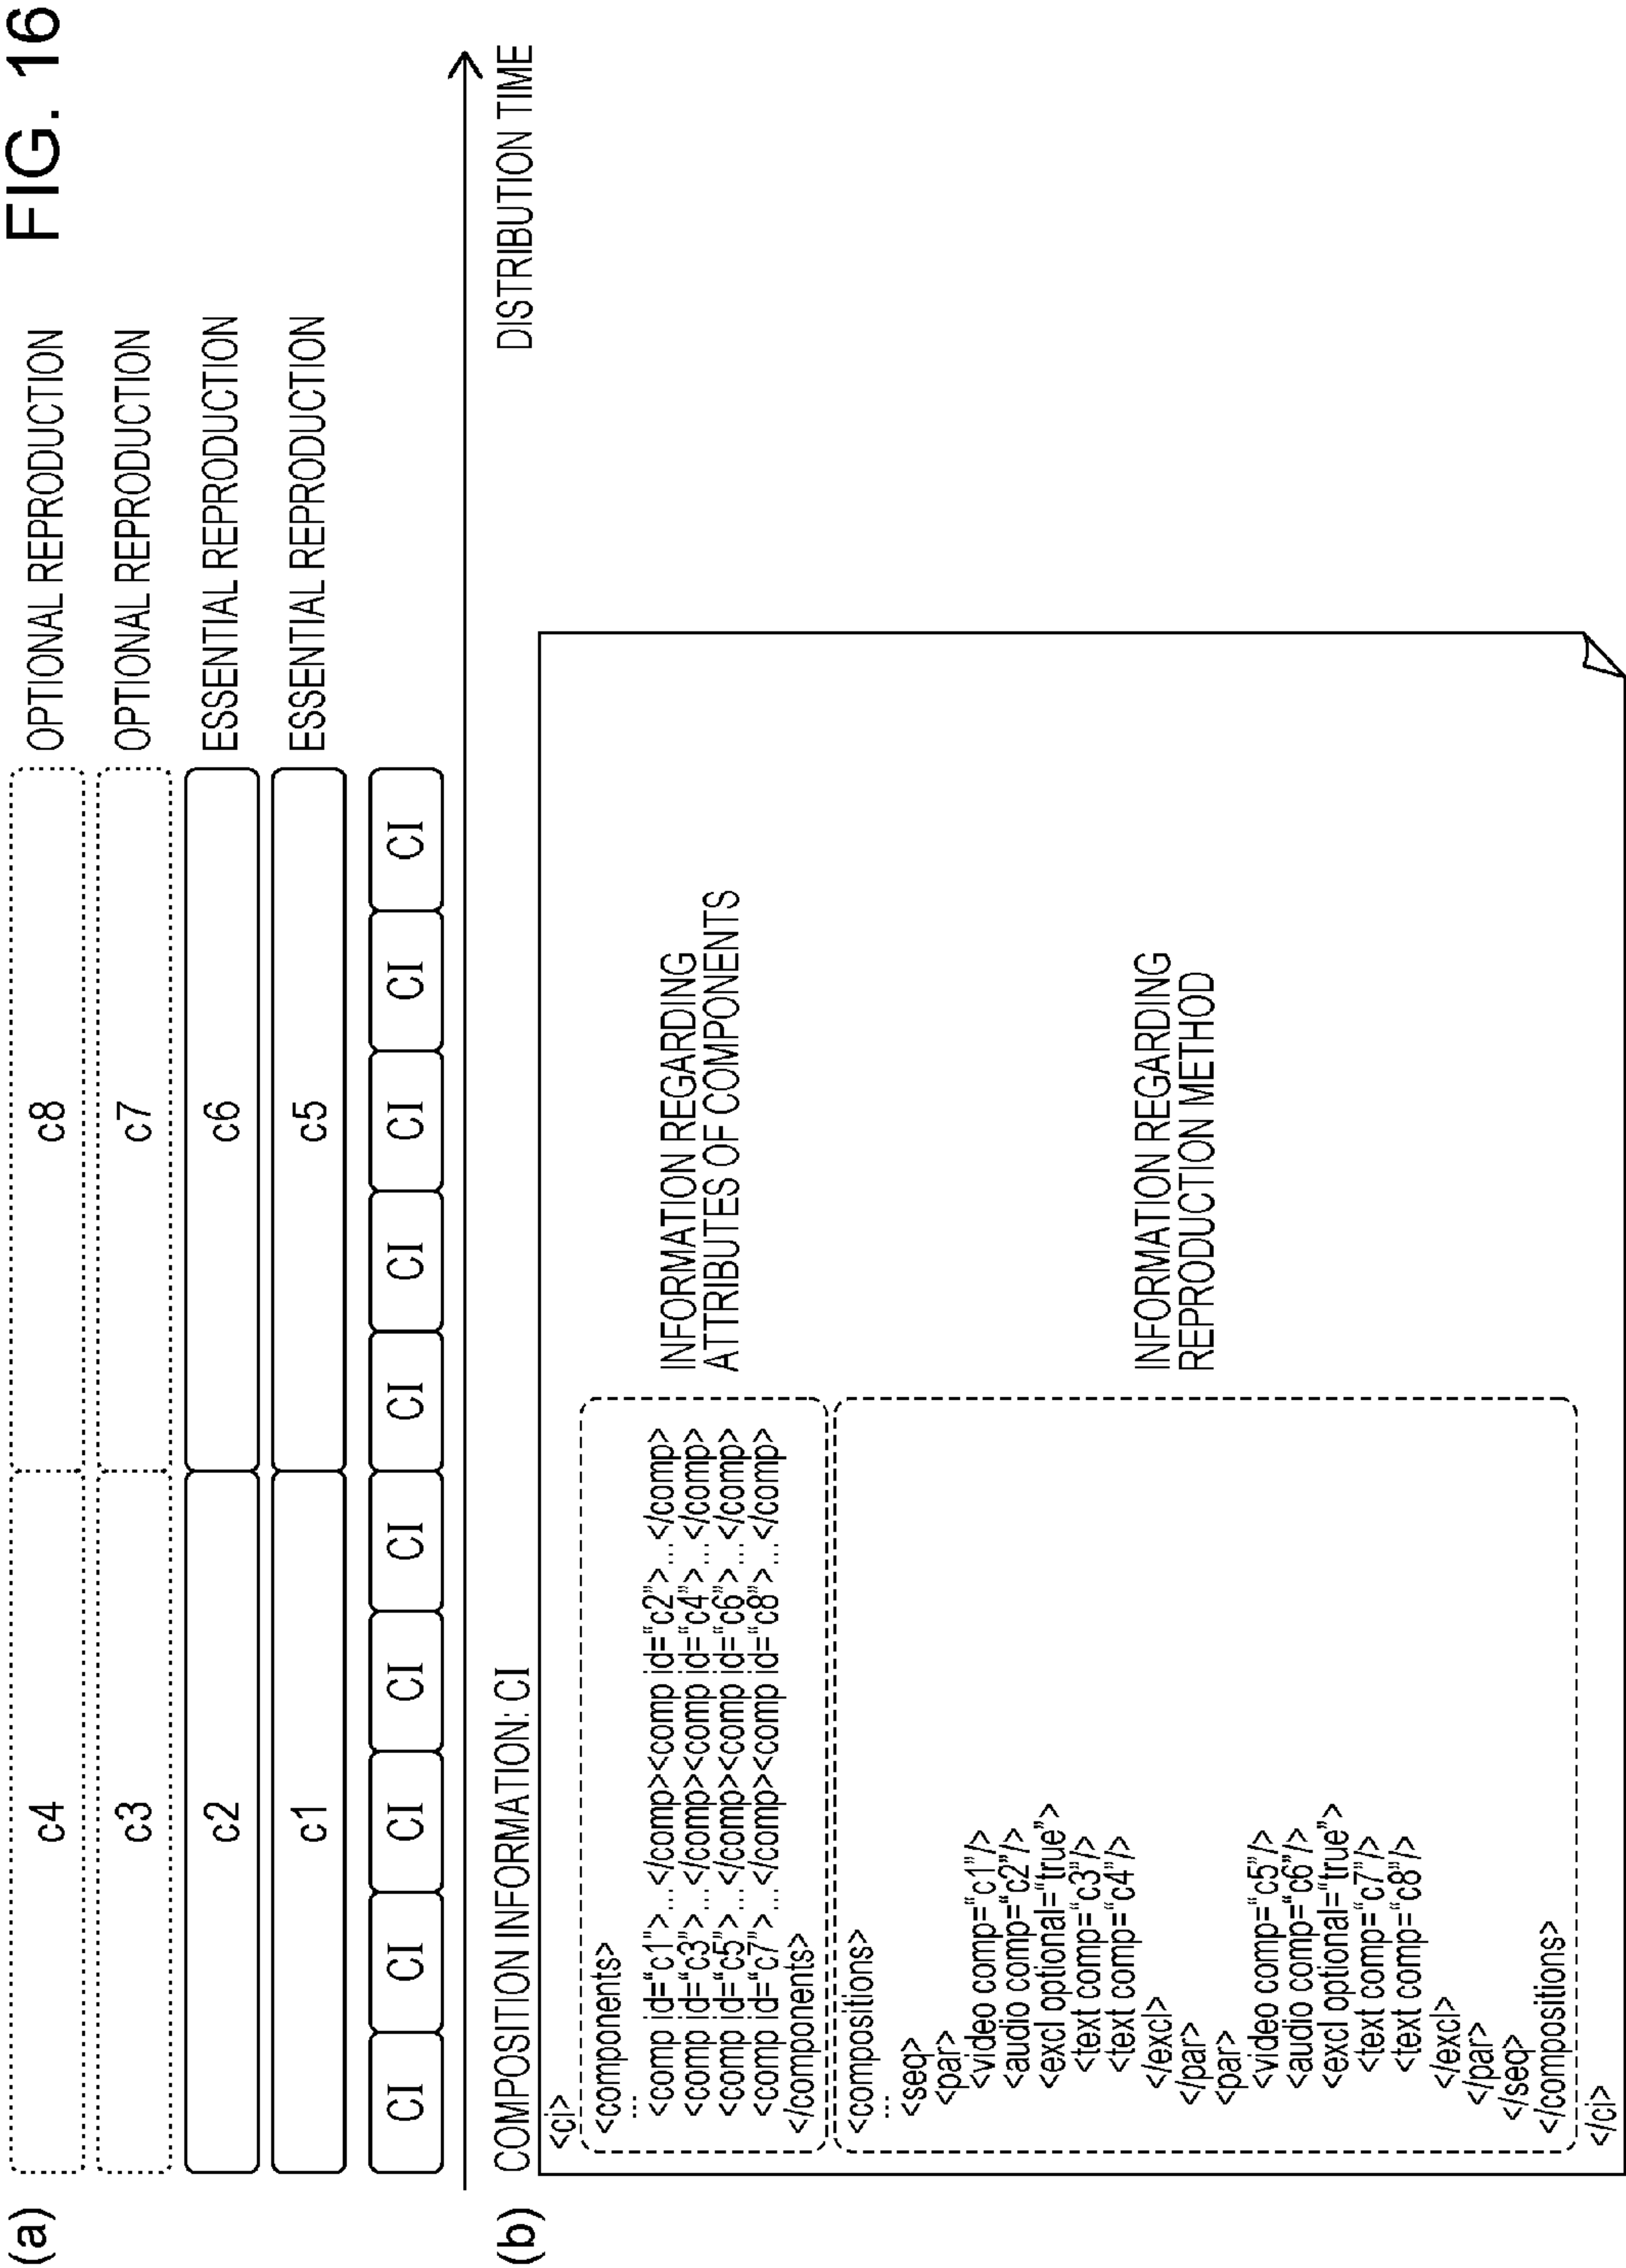 FIG. 16
(a)
c4 c8 OPTIONAL REPRODUCTION
c3 c7 OPTIONAL REPRODUCTION
c2 c6 ESSENTIAL REPRODUCTION
c1 c5 ESSENTIAL REPRODUCTION
CI CI CI CI CI CI CI CI CI CI
DISTRIBUTION TIME
(b)
COMPOSITION INFORMATION: CI
<ci>
<components>
...
<comp id=“c1”>... </comp><comp id=“c2”>... </comp>
<comp id=“c3”>... </comp><comp id=“c4”>... </comp>
<comp id=“c5”>... </comp><comp id=“c6”>... </comp>
<comp id=“c7”>... </comp><comp id=“c8”>... </comp>
</components>
INFORMATION REGARDING
ATTRIBUTES OF COMPONENTS
<compositions>
...
<seq>
<par>
<video comp=“c1”/>
<audio comp=“c2”/>
<excl optional=“true”>
<text comp=“c3”/>
<text comp=“c4”/>
</excl>
</par>
<par>
<video comp=“c5”/>
<audio comp=“c6”/>
<excl optional=“true”>
<text comp=“c7”/>
<text comp=“c8”/>
</excl>
</par>
</seq>
</compositions>
INFORMATION REGARDING
REPRODUCTION METHOD
</ci>